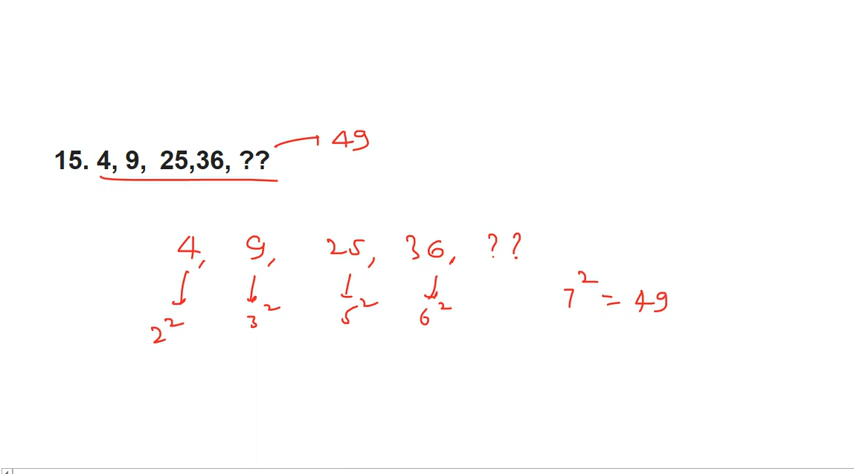 49
15. 4, 9, 25,36, ??
4, 9, 25, 36, ??
2² 3² 5² 6² 7² = 49